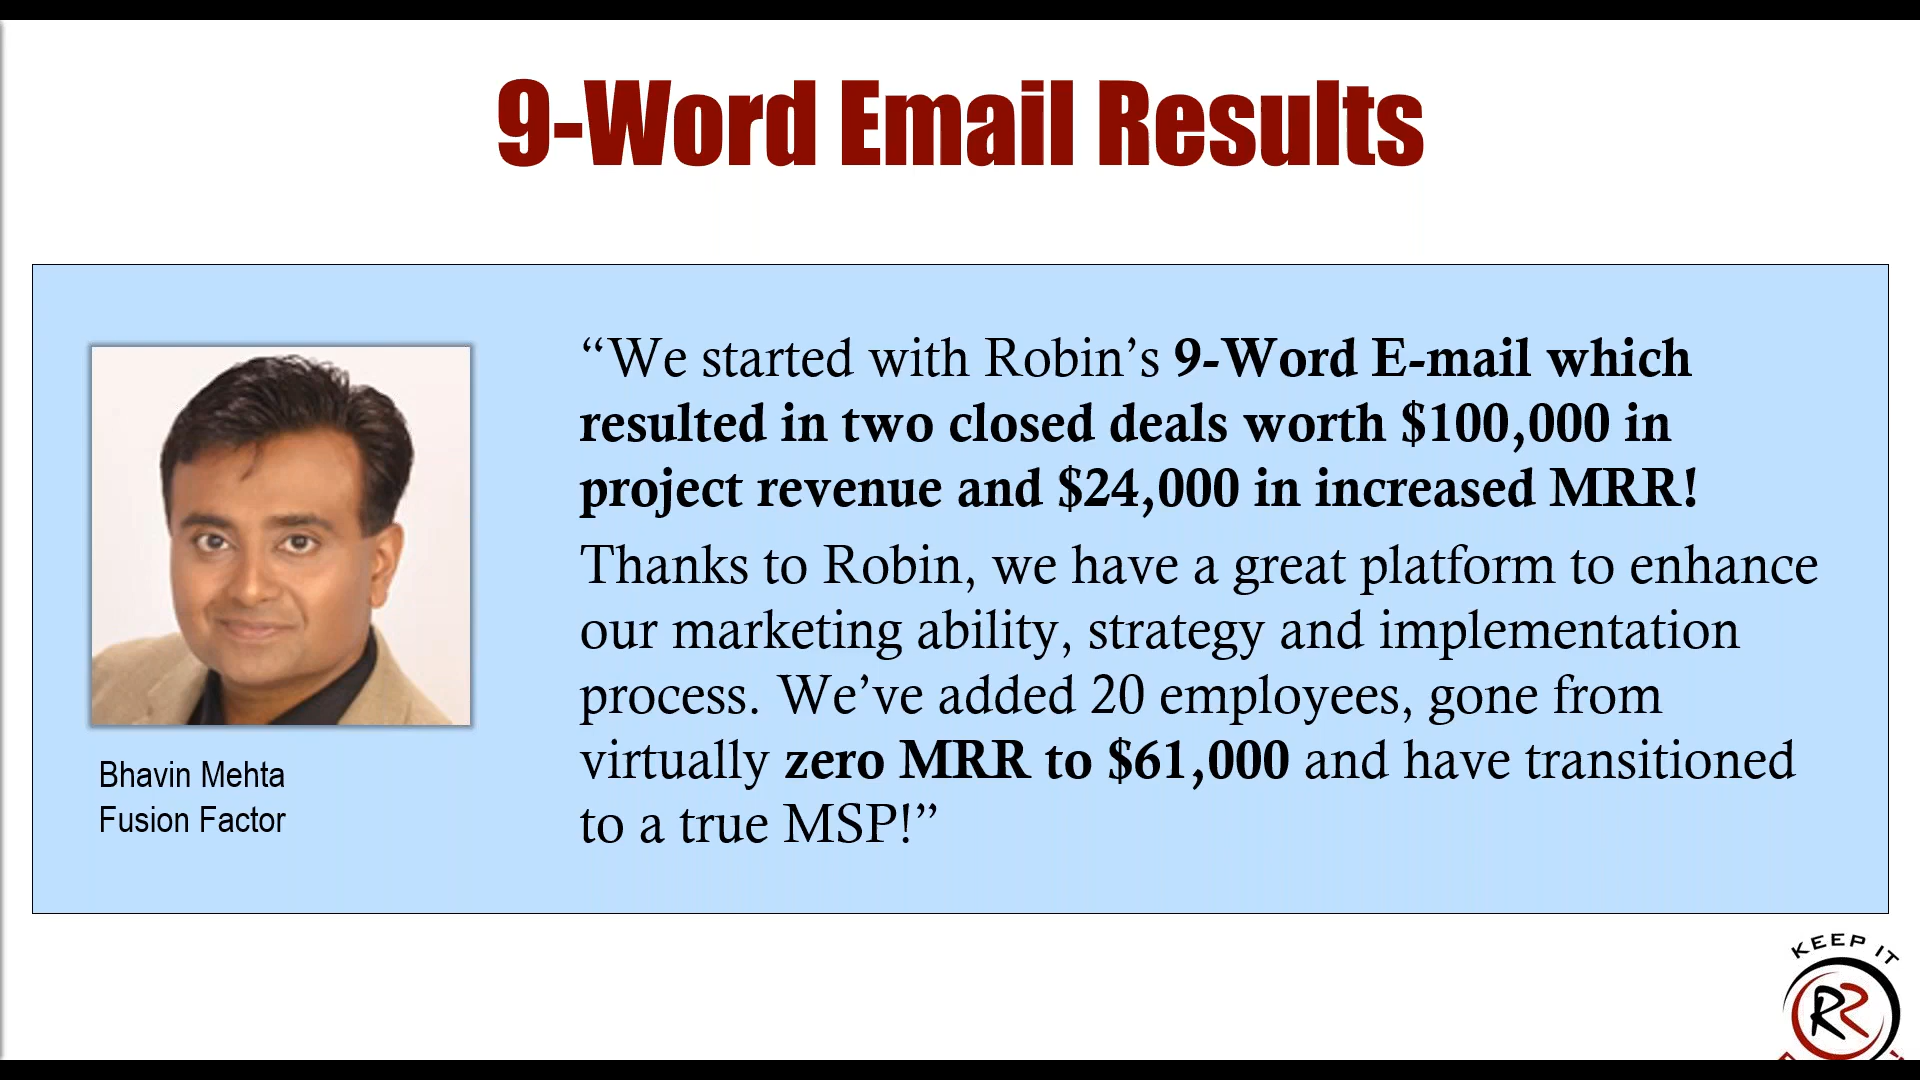 9-Word Email Results
“We started with Robin’s 9-Word E-mail which
resulted in two closed deals worth $100,000 in
project revenue and $24,000 in increased MRR!
Thanks to Robin, we have a great platform to enhance
our marketing ability, strategy and implementation
process. We’ve added 20 employees, gone from
virtually zero MRR to $61,000 and have transitioned
to a true MSP!”
Bhavin Mehta
Fusion Factor
KEEP IT
RR